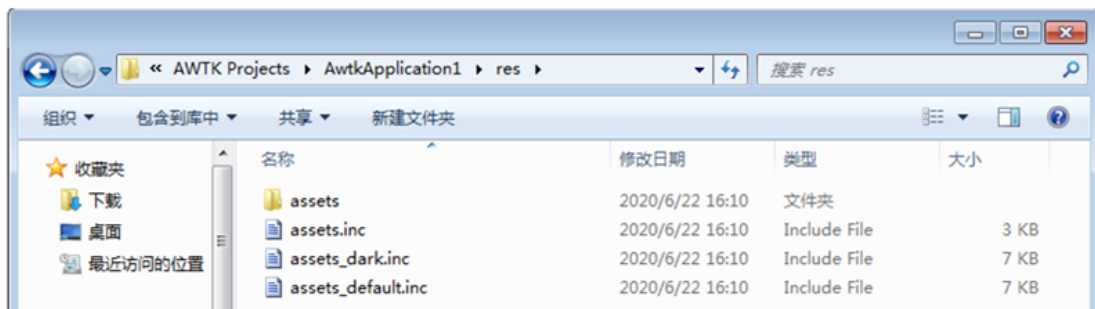 « AWTK Projects ▸ AwtkApplication1 ▸ res ▸ 搜索 res
组织 ▼ 包含到库中 ▼ 共享 ▼ 新建文件夹
收藏夹
下载
桌面
最近访问的位置
名称 修改日期 类型 大小
assets 2020/6/22 16:10 文件夹
assets.inc 2020/6/22 16:10 Include File 3 KB
assets_dark.inc 2020/6/22 16:10 Include File 7 KB
assets_default.inc 2020/6/22 16:10 Include File 7 KB